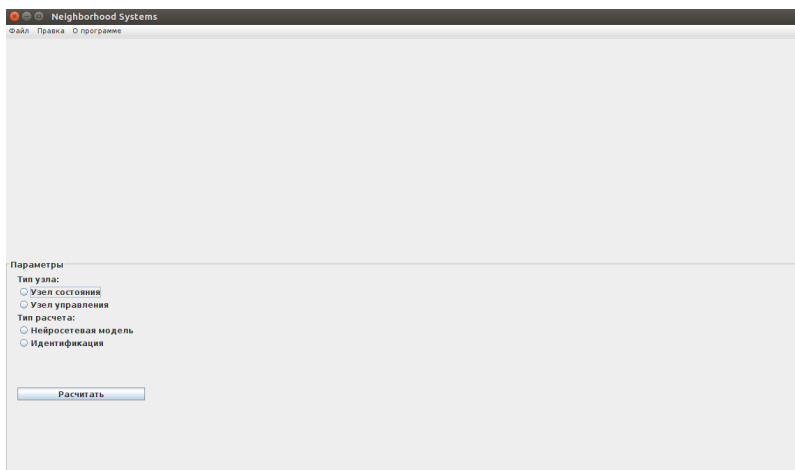 Neighborhood Systems
Файл Правка О программе
Параметры
Тип узла:
Узел состояния
Узел управления
Тип расчета:
Нейросетевая модель
Идентификация
Расчитать